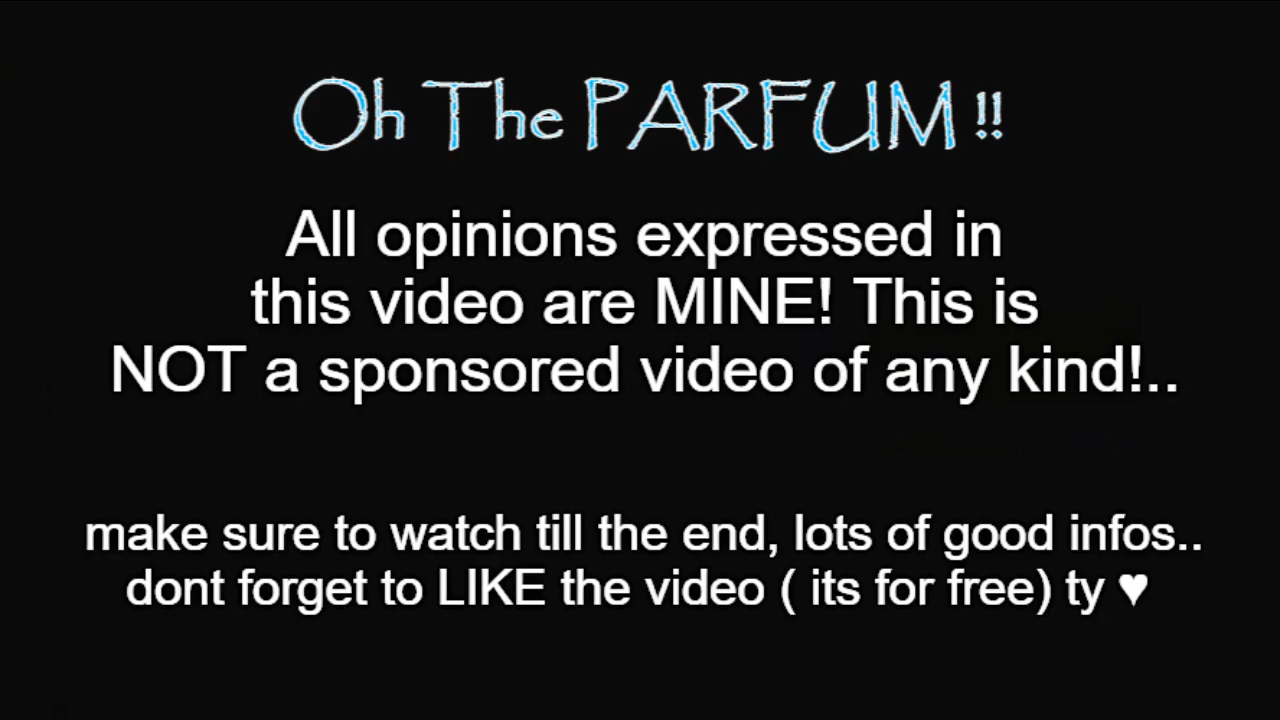 Oh The PARFUM !!
All opinions expressed in
this video are MINE! This is
NOT a sponsored video of any kind!..
make sure to watch till the end, lots of good infos..
dont forget to LIKE the video ( its for free) ty ♥